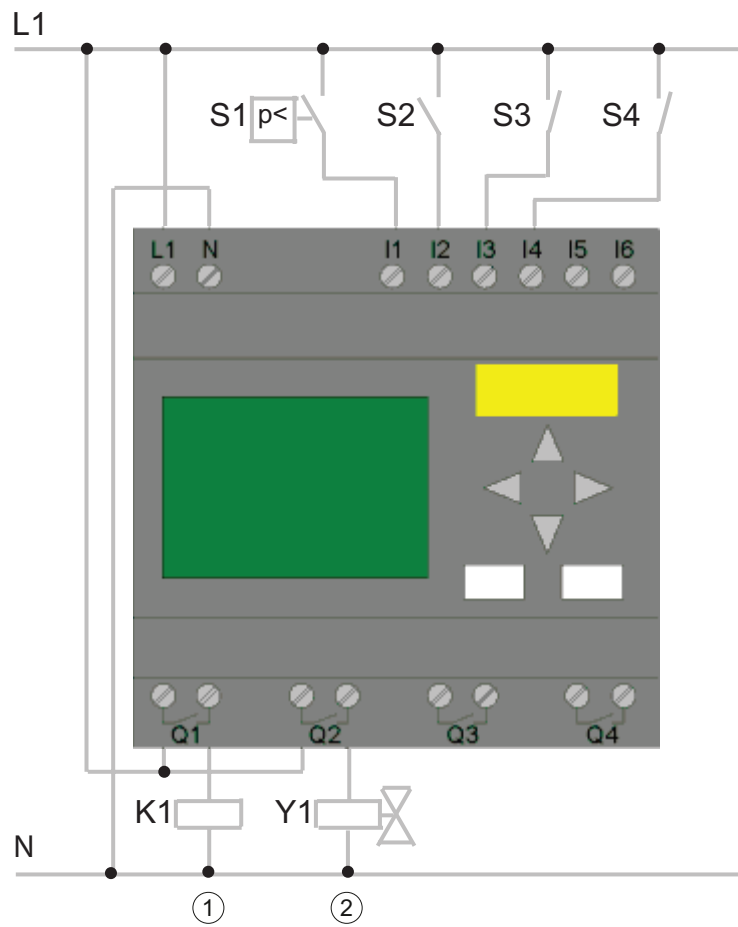 L1
S1 p< S2 S3 S4
L1 N I1 I2 I3 I4 I5 I6
Q1 Q2 Q3 Q4
K1 Y1
N
1 2